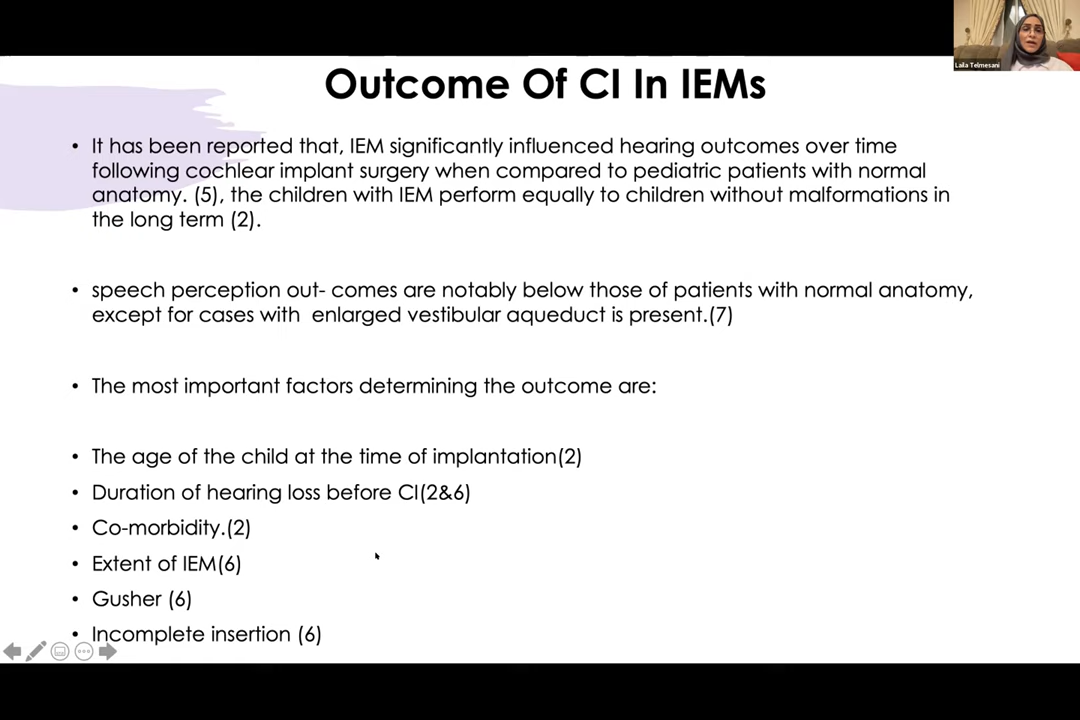 Outcome Of CI In IEMs
Laila Telmesani
• It has been reported that, IEM significantly influenced hearing outcomes over time
following cochlear implant surgery when compared to pediatric patients with normal
anatomy. (5), the children with IEM perform equally to children without malformations in
the long term (2).
• speech perception out- comes are notably below those of patients with normal anatomy,
except for cases with enlarged vestibular aqueduct is present.(7)
• The most important factors determining the outcome are:
• The age of the child at the time of implantation(2)
• Duration of hearing loss before CI(2&6)
• Co-morbidity.(2)
• Extent of IEM(6)
• Gusher (6)
• Incomplete insertion (6)